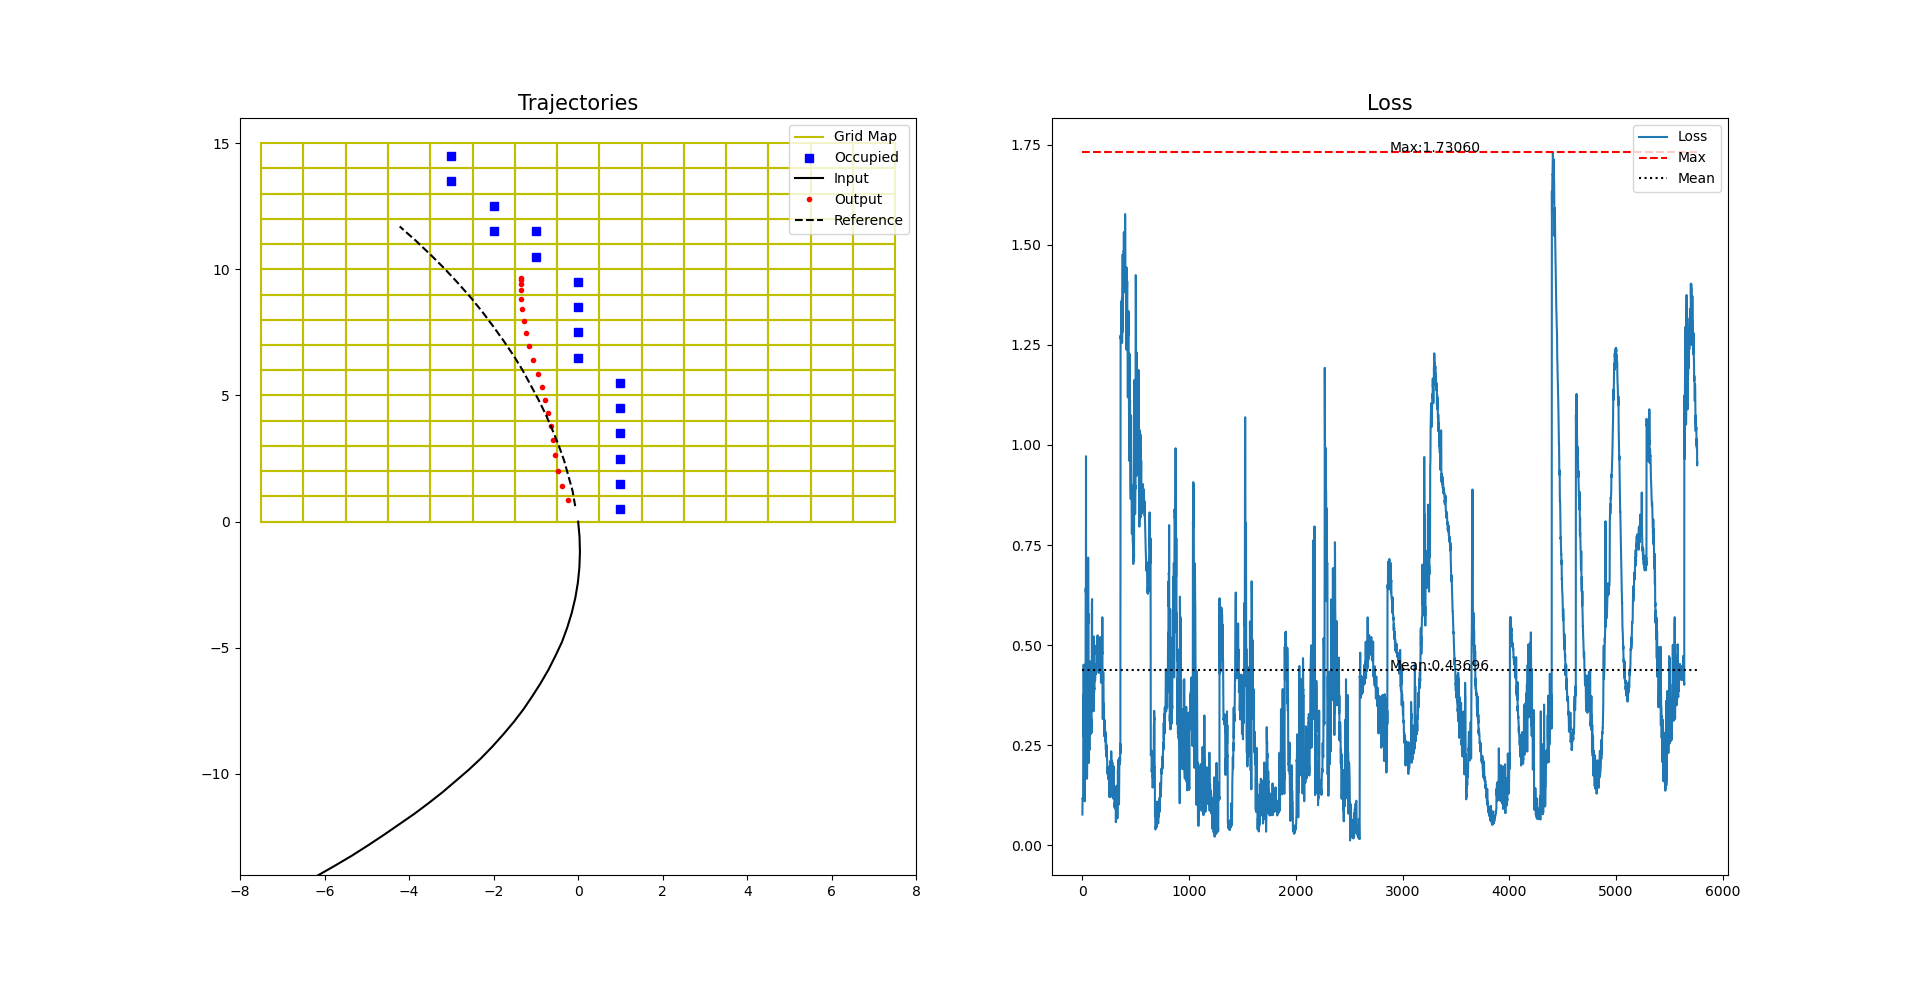 Trajectories
15
10
5
0
−5
−10
−8
−6
−4
−2
0
2
4
6
8
Grid Map
Occupied
Input
Output
Reference
Loss
1.75
1.50
1.25
1.00
0.75
0.50
0.25
0.00
0
1000
2000
3000
4000
5000
6000
Max:1.73060
Mean:0.43696
Loss
Max
Mean